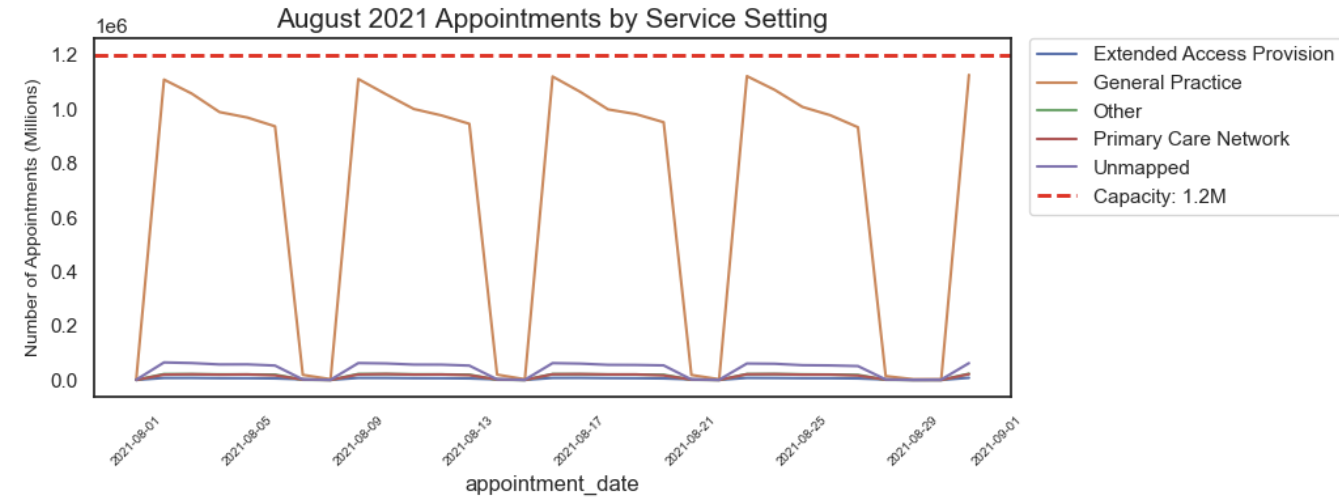 August 2021 Appointments by Service Setting
1e6
1.2
1.0
0.8
0.6
0.4
0.2
0.0
Number of Appointments (Millions)
2021-08-01
2021-08-05
2021-08-09
2021-08-13
2021-08-17
2021-08-21
2021-08-25
2021-08-29
2021-09-01
appointment_date
Extended Access Provision
General Practice
Other
Primary Care Network
Unmapped
Capacity: 1.2M